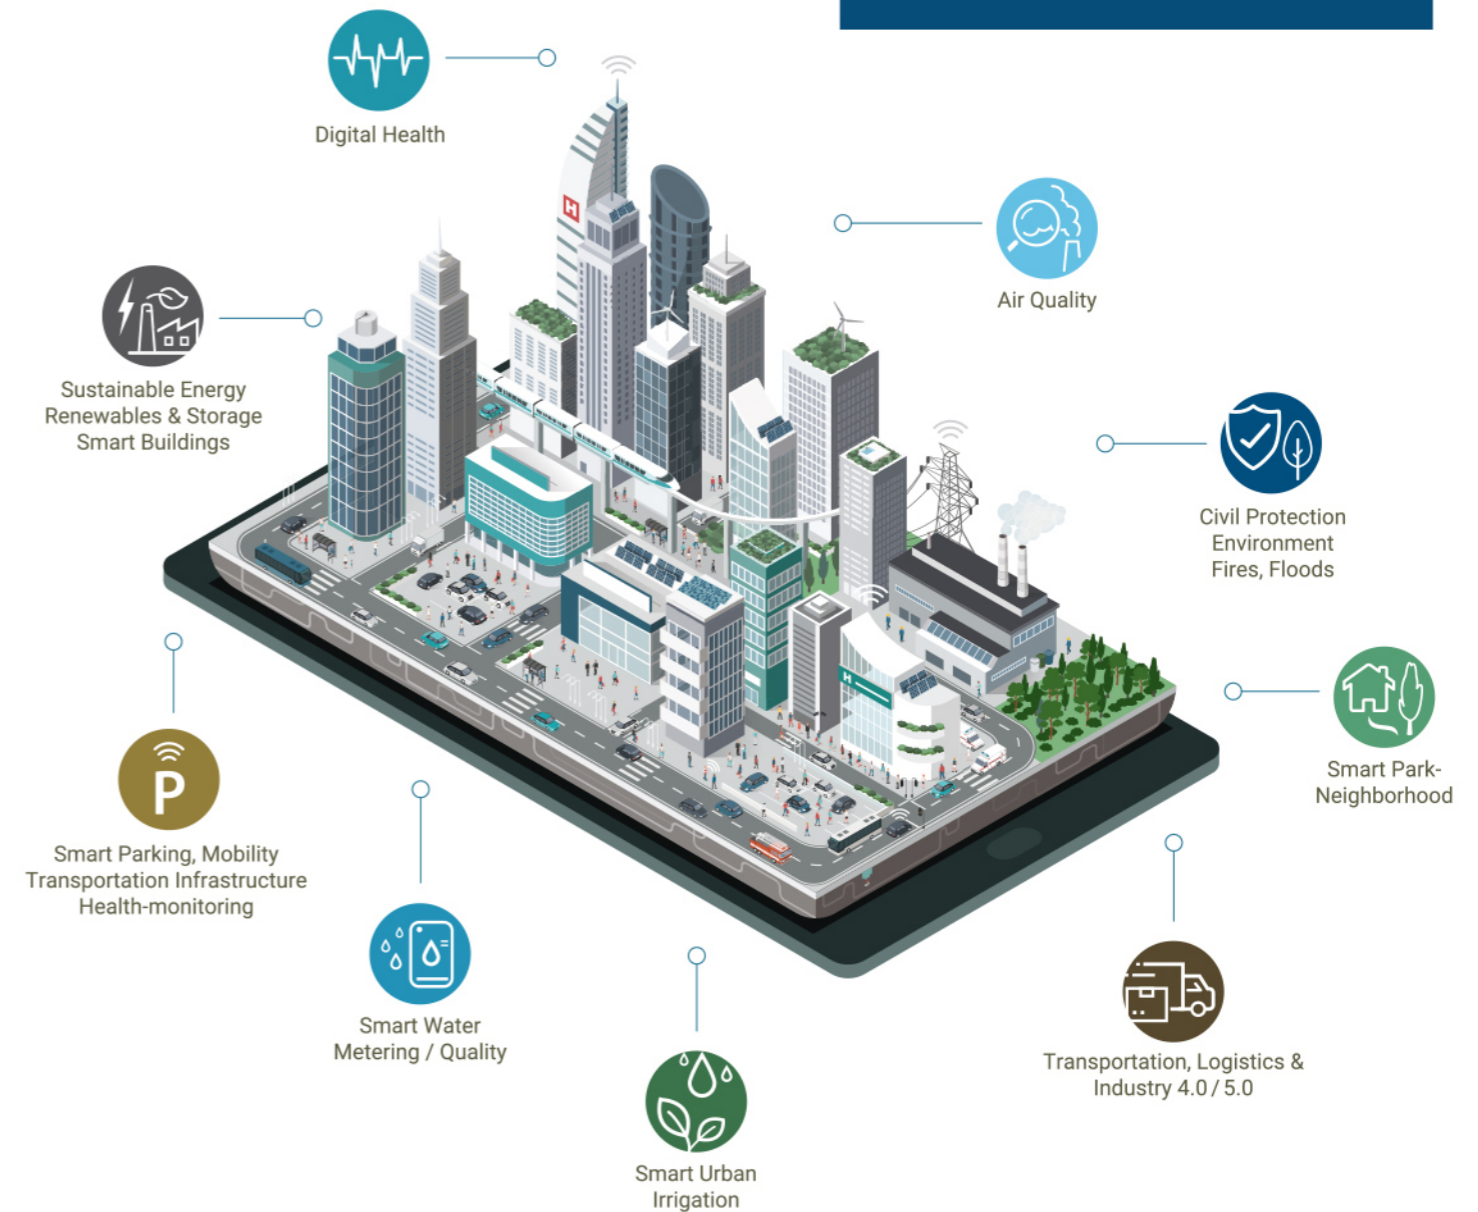 Digital Health
Air Quality
Sustainable Energy
Renewables & Storage
Smart Buildings
Civil Protection
Environment
Fires, Floods
Smart Park-
Neighborhood
P
Smart Parking, Mobility
Transportation Infrastructure
Health-monitoring
Smart Water
Metering / Quality
Transportation, Logistics &
Industry 4.0 / 5.0
Smart Urban
Irrigation
H
H